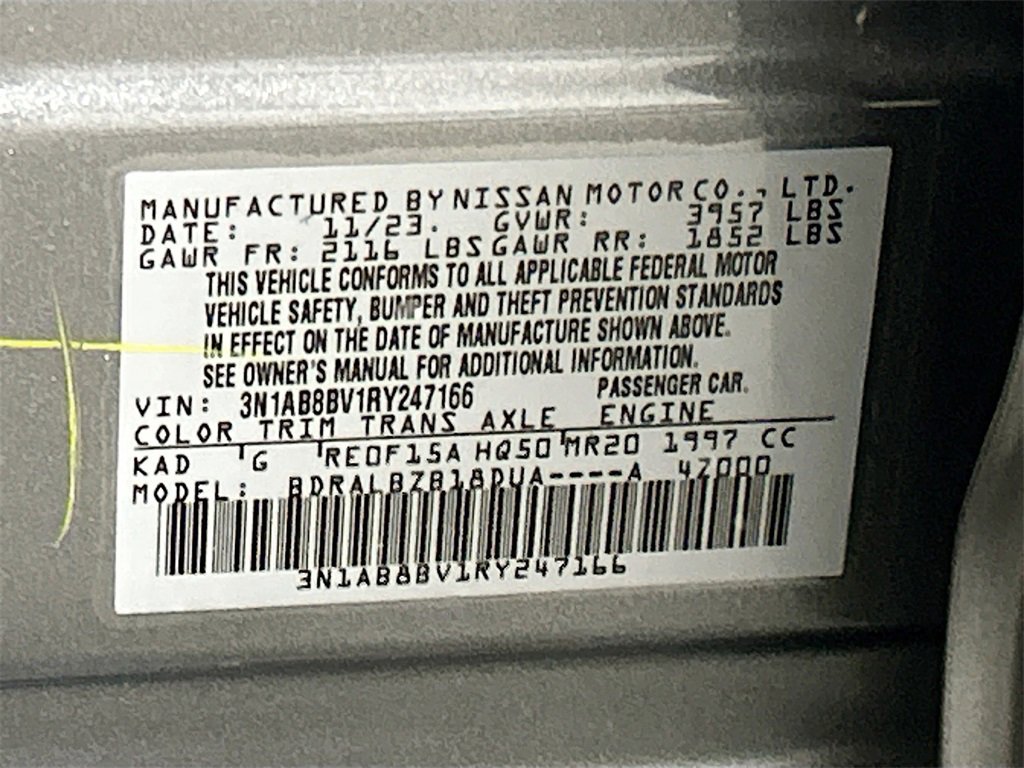 MANUFACTURED BY NISSAN MOTOR CO., LTD.
DATE: 11/23. GVWR: 3957 LBS
GAWR FR: 2116 LBS GAWR RR: 1852 LBS
THIS VEHICLE CONFORMS TO ALL APPLICABLE FEDERAL MOTOR
VEHICLE SAFETY, BUMPER AND THEFT PREVENTION STANDARDS
IN EFFECT ON THE DATE OF MANUFACTURE SHOWN ABOVE.
SEE OWNER'S MANUAL FOR ADDITIONAL INFORMATION.
VIN: 3N1AB8BV1RY247166 PASSENGER CAR.
COLOR TRIM TRANS AXLE ENGINE
KAD G RE0F15A HQ50 MR20 1997 CC
MODEL: BDRALBZB18DUA----A 4Z000
3N1AB8BV1RY247166